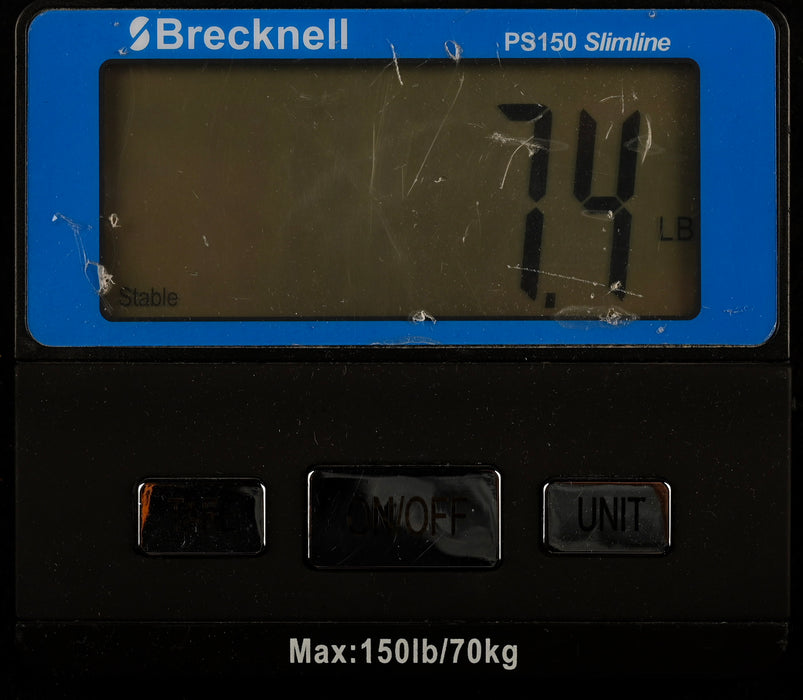 Brecknell
PS150 Slimline
7.4
LB
Stable
ON/OFF
UNIT
Max:150lb/70kg